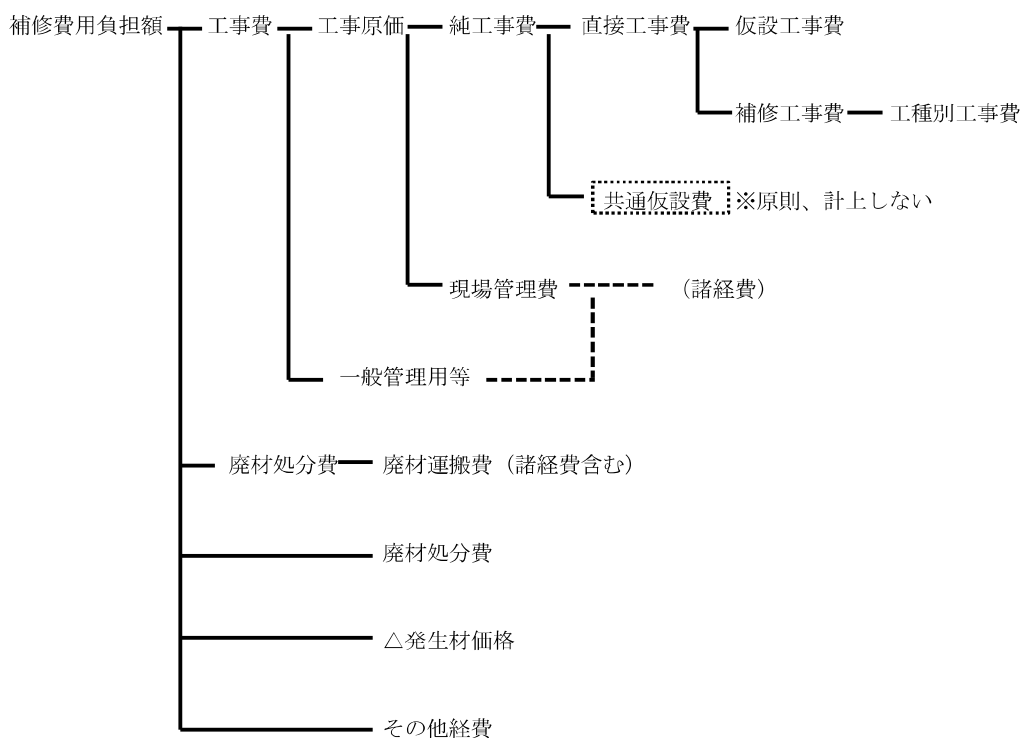 補修費用負担額 工事費 工事原価 純工事費 直接工事費 仮設工事費
補修工事費 工種別工事費
共通仮設費 ※原則、計上しない
現場管理費 （諸経費）
一般管理用等
廃材処分費 廃材運搬費（諸経費含む）
廃材処分費
△発生材価格
その他経費